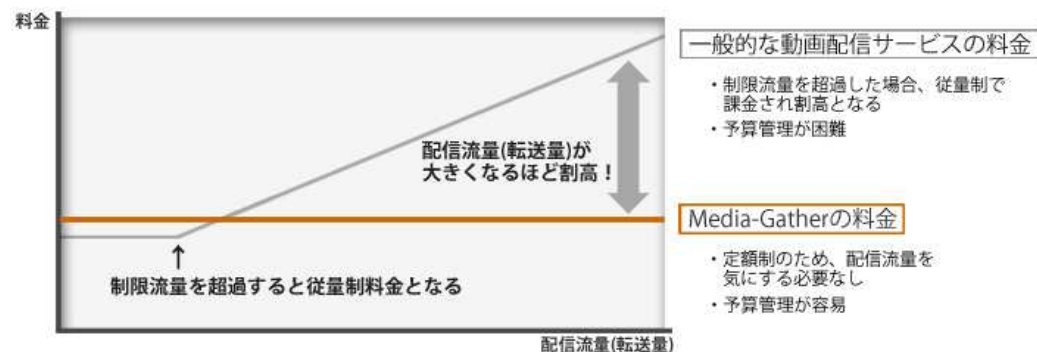 料金
一般的な動画配信サービスの料金
・制限流量を超過した場合、従量制で
課金され割高となる
・予算管理が困難
配信流量(転送量)が
大きくなるほど割高！
Media-Gatherの料金
・定額制のため、配信流量を
気にする必要なし
・予算管理が容易
↑
制限流量を超過すると従量制料金となる
配信流量(転送量)